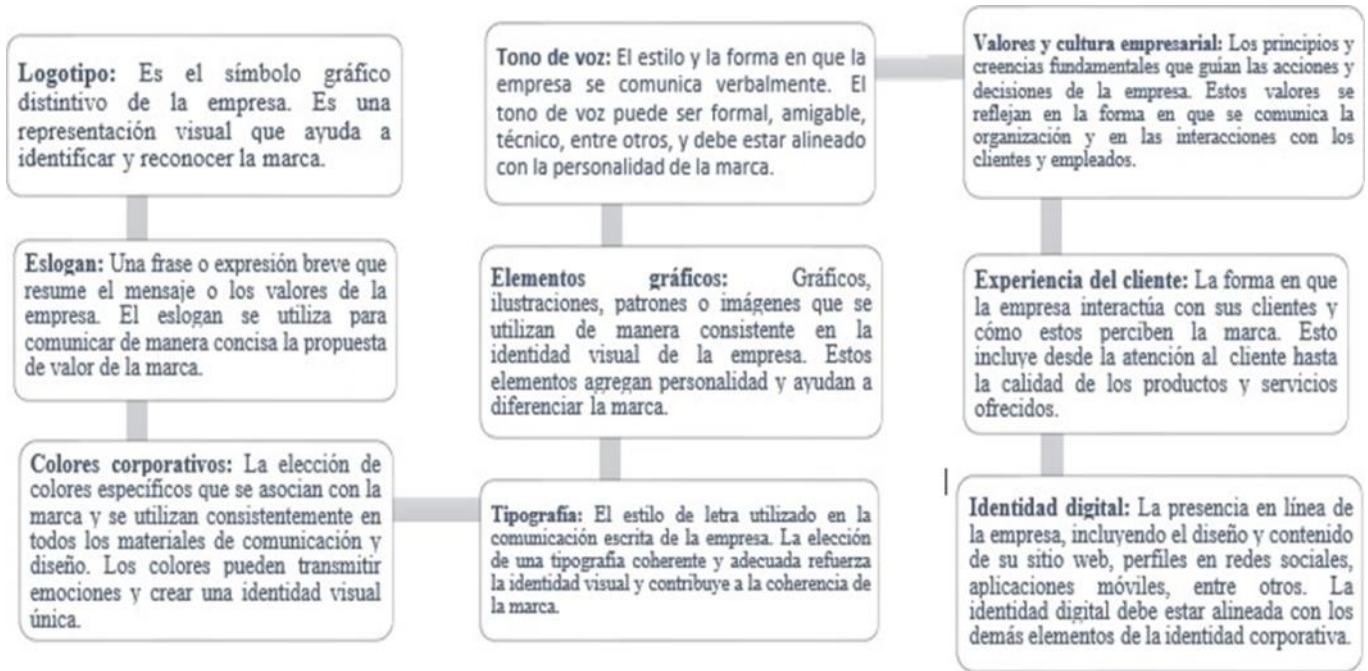 Logotipo: Es el símbolo gráfico
distintivo de la empresa. Es una
representación visual que ayuda a
identificar y reconocer la marca.
Eslogan: Una frase o expresión breve que
resume el mensaje o los valores de la
empresa. El eslogan se utiliza para
comunicar de manera concisa la propuesta
de valor de la marca.
Colores corporativos: La elección de
colores específicos que se asocian con la
marca y se utilizan consistentemente en
todos los materiales de comunicación y
diseño. Los colores pueden transmitir
emociones y crear una identidad visual
única.
Tipografía: El estilo de letra utilizado en la
comunicación escrita de la empresa. La elección
de una tipografía coherente y adecuada refuerza
la identidad visual y contribuye a la coherencia de
la marca.
Elementos gráficos: Gráficos,
ilustraciones, patrones o imágenes que se
utilizan de manera consistente en la
identidad visual de la empresa. Estos
elementos agregan personalidad y ayudan a
diferenciar la marca.
Tono de voz: El estilo y la forma en que la
empresa se comunica verbalmente. El
tono de voz puede ser formal, amigable,
técnico, entre otros, y debe estar alineado
con la personalidad de la marca.
Valores y cultura empresarial: Los principios y
creencias fundamentales que guían las acciones y
decisiones de la empresa. Estos valores se
reflejan en la forma en que se comunica la
organización y en las interacciones con los
clientes y empleados.
Experiencia del cliente: La forma en que
la empresa interactúa con sus clientes y
cómo estos perciben la marca. Esto
incluye desde la atención al cliente hasta
la calidad de los productos y servicios
ofrecidos.
Identidad digital: La presencia en línea de
la empresa, incluyendo el diseño y contenido
de su sitio web, perfiles en redes sociales,
aplicaciones móviles, entre otros. La
identidad digital debe estar alineada con los
demás elementos de la identidad corporativa.